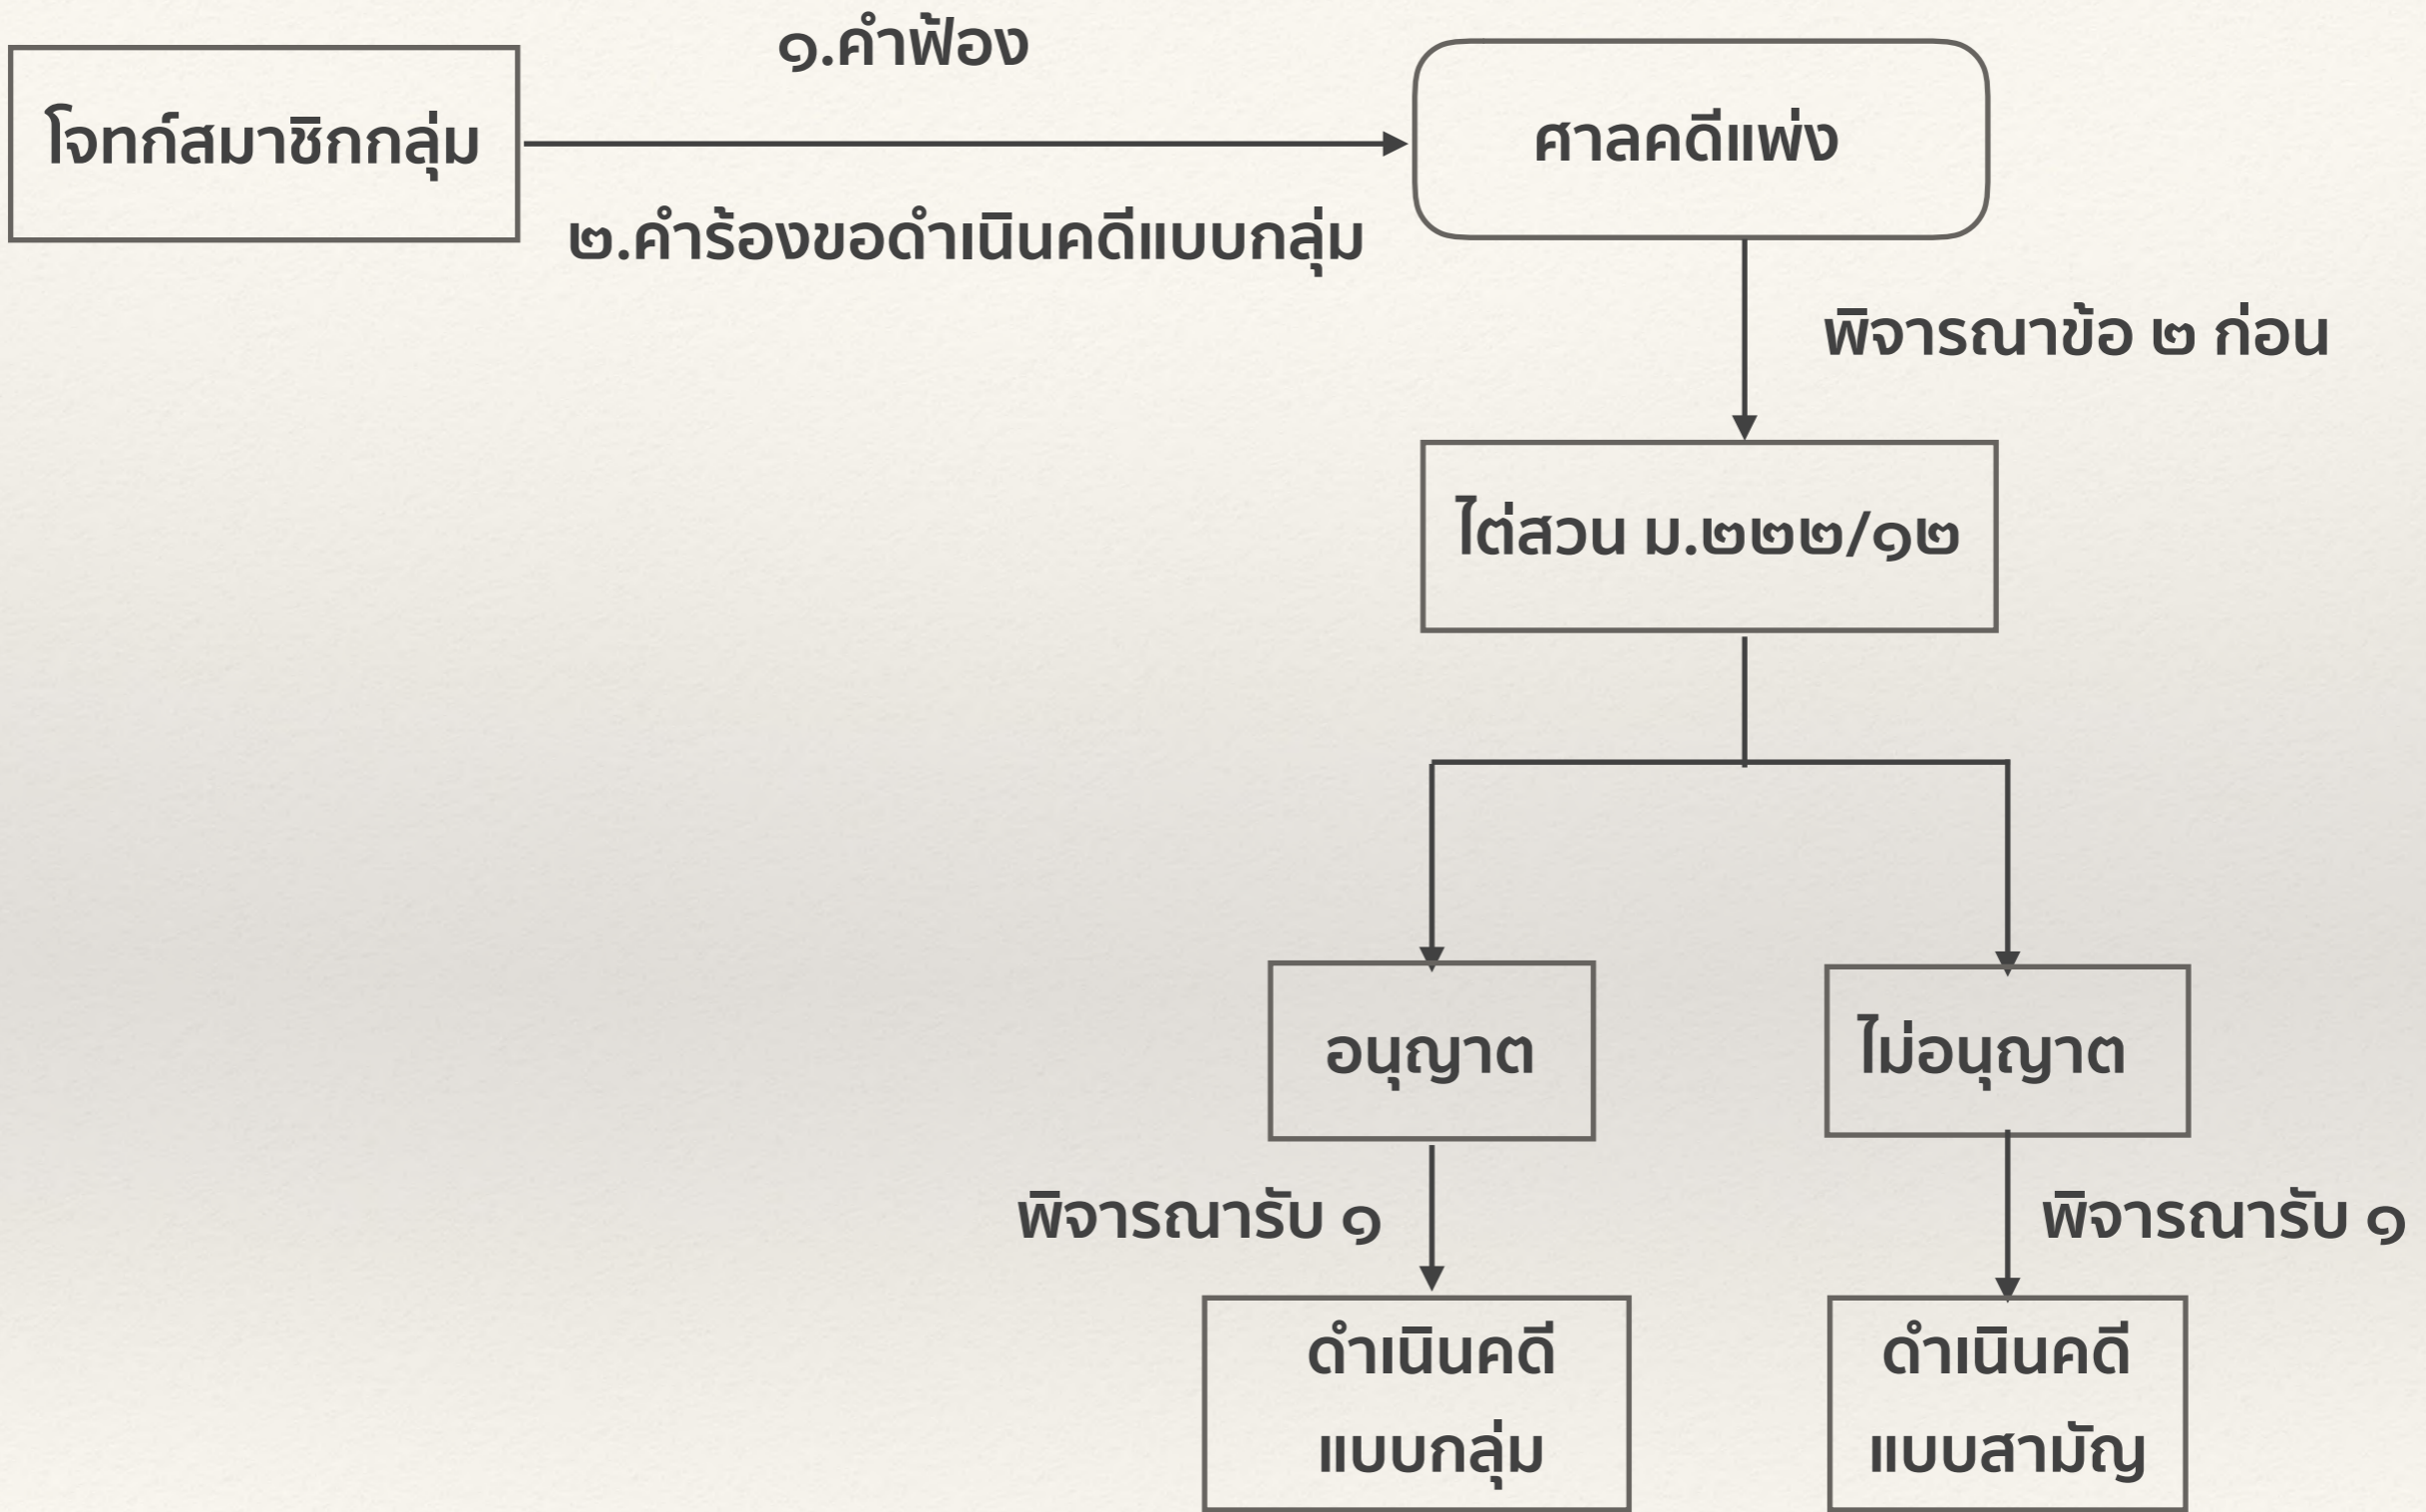 ๑.คำฟ้อง
โจทก์สมาชิกกลุ่ม
ศาลคดีแพ่ง
๒.คำร้องขอดำเนินคดีแบบกลุ่ม
พิจารณาข้อ ๒ ก่อน
ไต่สวน ม.๒๒๒/๑๒
อนุญาต
ไม่อนุญาต
พิจารณารับ ๑
พิจารณารับ ๑
ดำเนินคดี
แบบกลุ่ม
ดำเนินคดี
แบบสามัญ